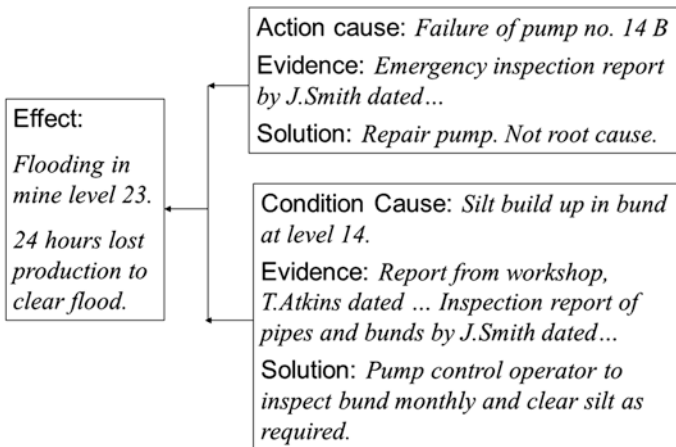 Effect:
Flooding in
mine level 23.
24 hours lost
production to
clear flood.
Action cause: Failure of pump no. 14 B
Evidence: Emergency inspection report
by J.Smith dated…
Solution: Repair pump. Not root cause.
Condition Cause: Silt build up in bund
at level 14.
Evidence: Report from workshop,
T.Atkins dated … Inspection report of
pipes and bunds by J.Smith dated…
Solution: Pump control operator to
inspect bund monthly and clear silt as
required.